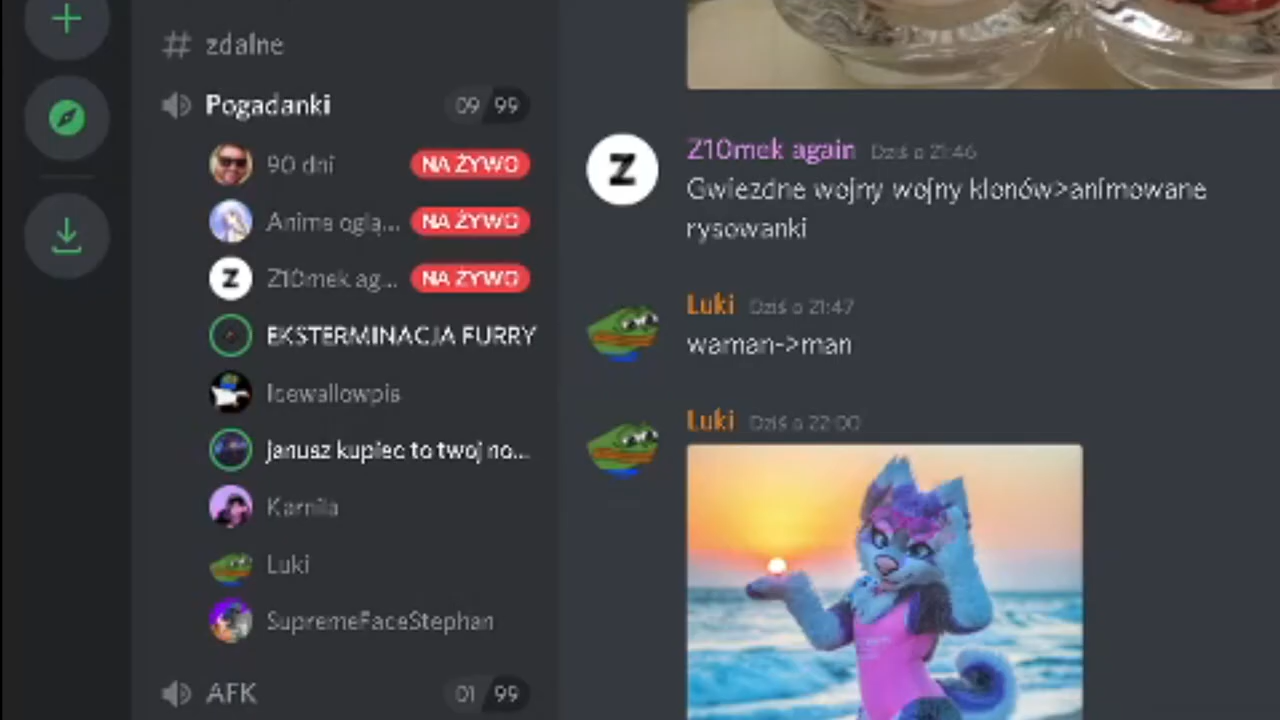 zdalne
Pogadanki 09 99
90 dni NA ŻYWO
Anime oglą... NA ŻYWO
Z10mek ag... NA ŻYWO
EKSTERMINACJA FURRY
Icewallowpis
Janusz kupiec to twoj no...
Karnila
Luki
SupremeFaceStephan
AFK 01 99
Z10mek again Dziś o 21:46
Gwiezdne wojny wojny klonów>animowane
rysowanki
Luki Dziś o 21:47
waman->man
Luki Dziś o 22:00